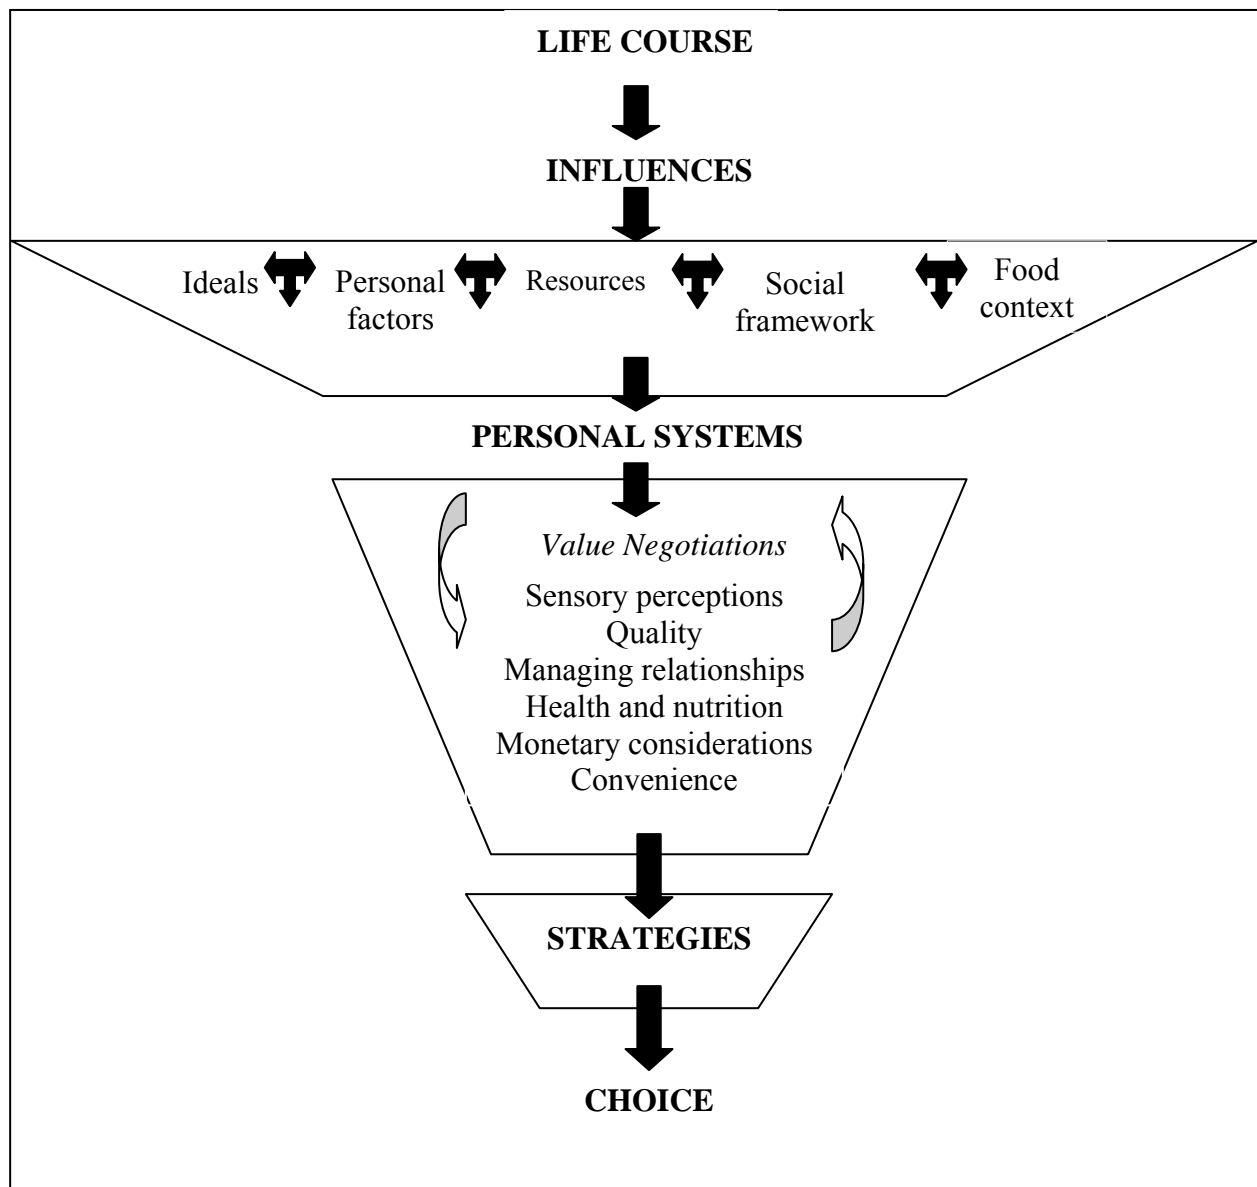 LIFE COURSE
INFLUENCES
Ideals
Personal
factors
Resources
Social
framework
Food
context
PERSONAL SYSTEMS
Value Negotiations
Sensory perceptions
Quality
Managing relationships
Health and nutrition
Monetary considerations
Convenience
STRATEGIES
CHOICE